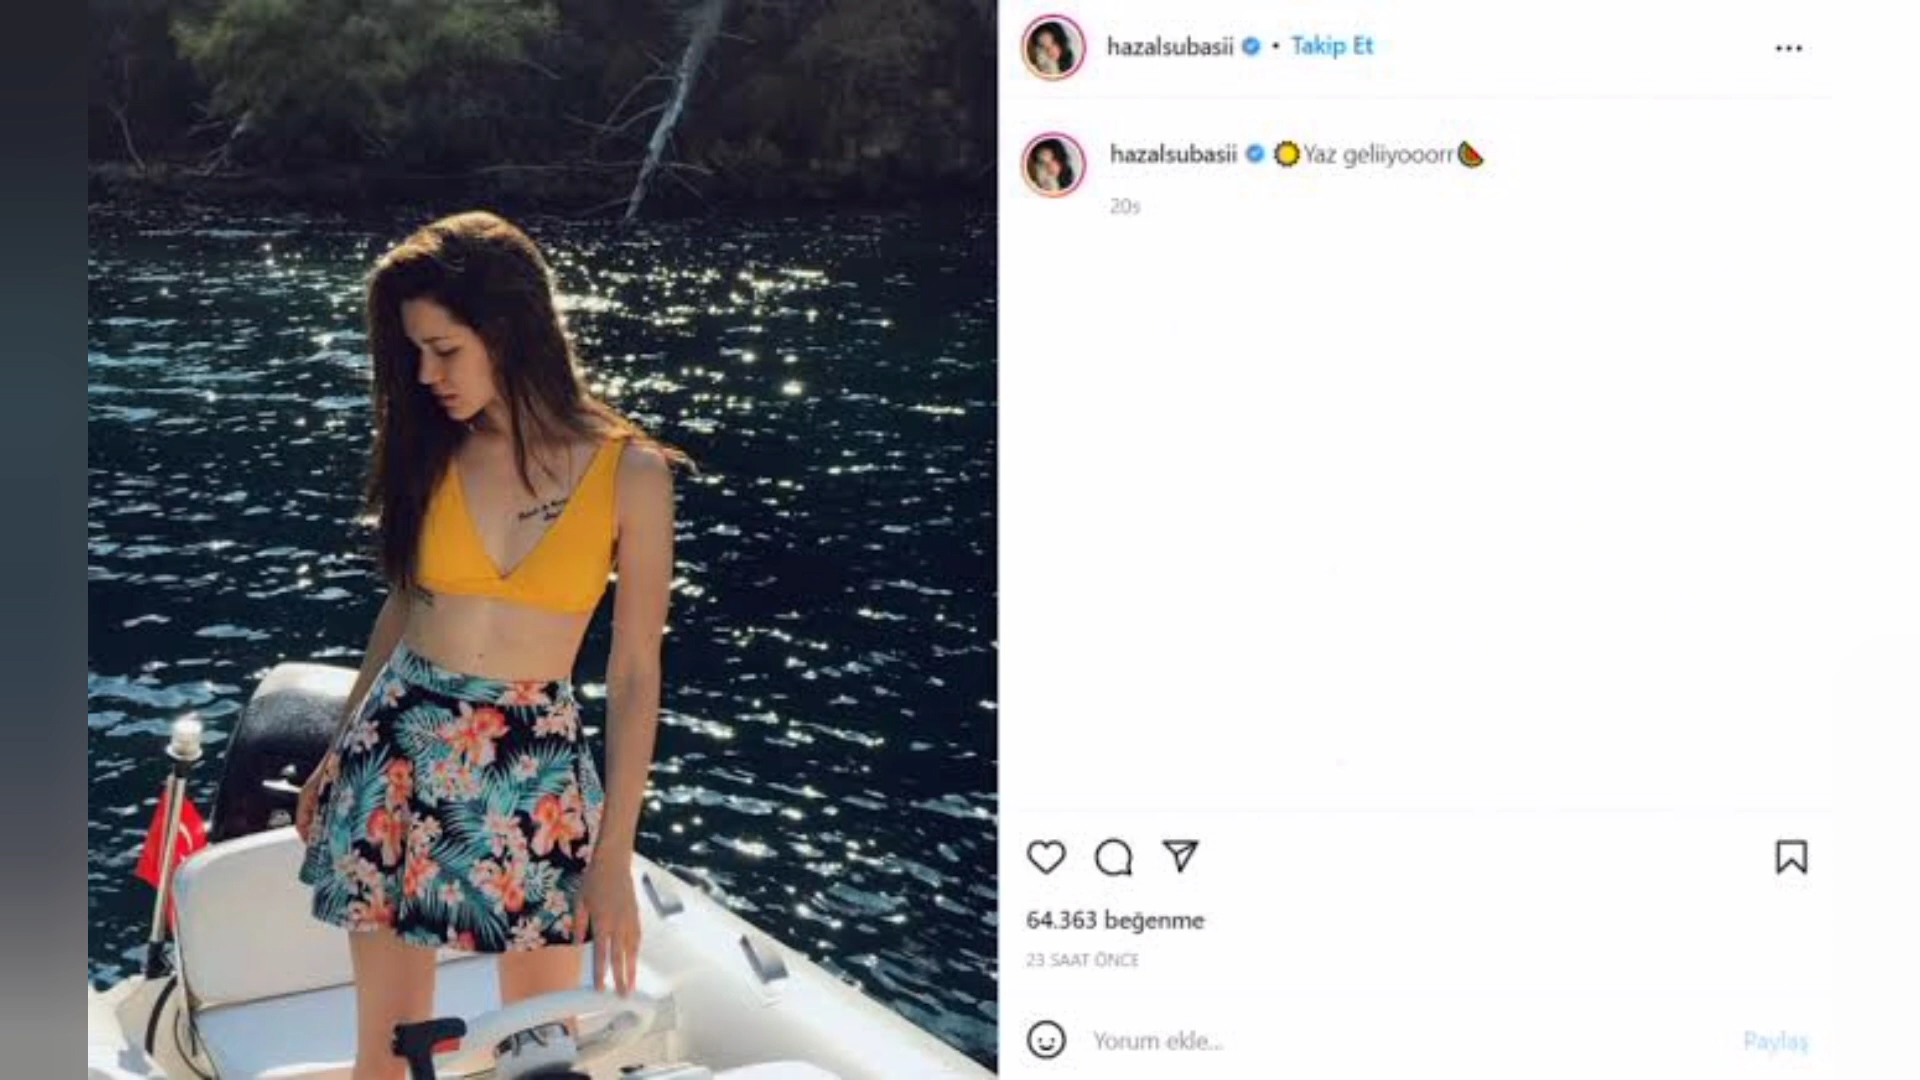 hazalsubasii • Takip Et
hazalsubasii Yaz geliiyooorr
20s
64.363 beğenme
23 SAAT ÖNCE
Yorum ekle...
Paylaş